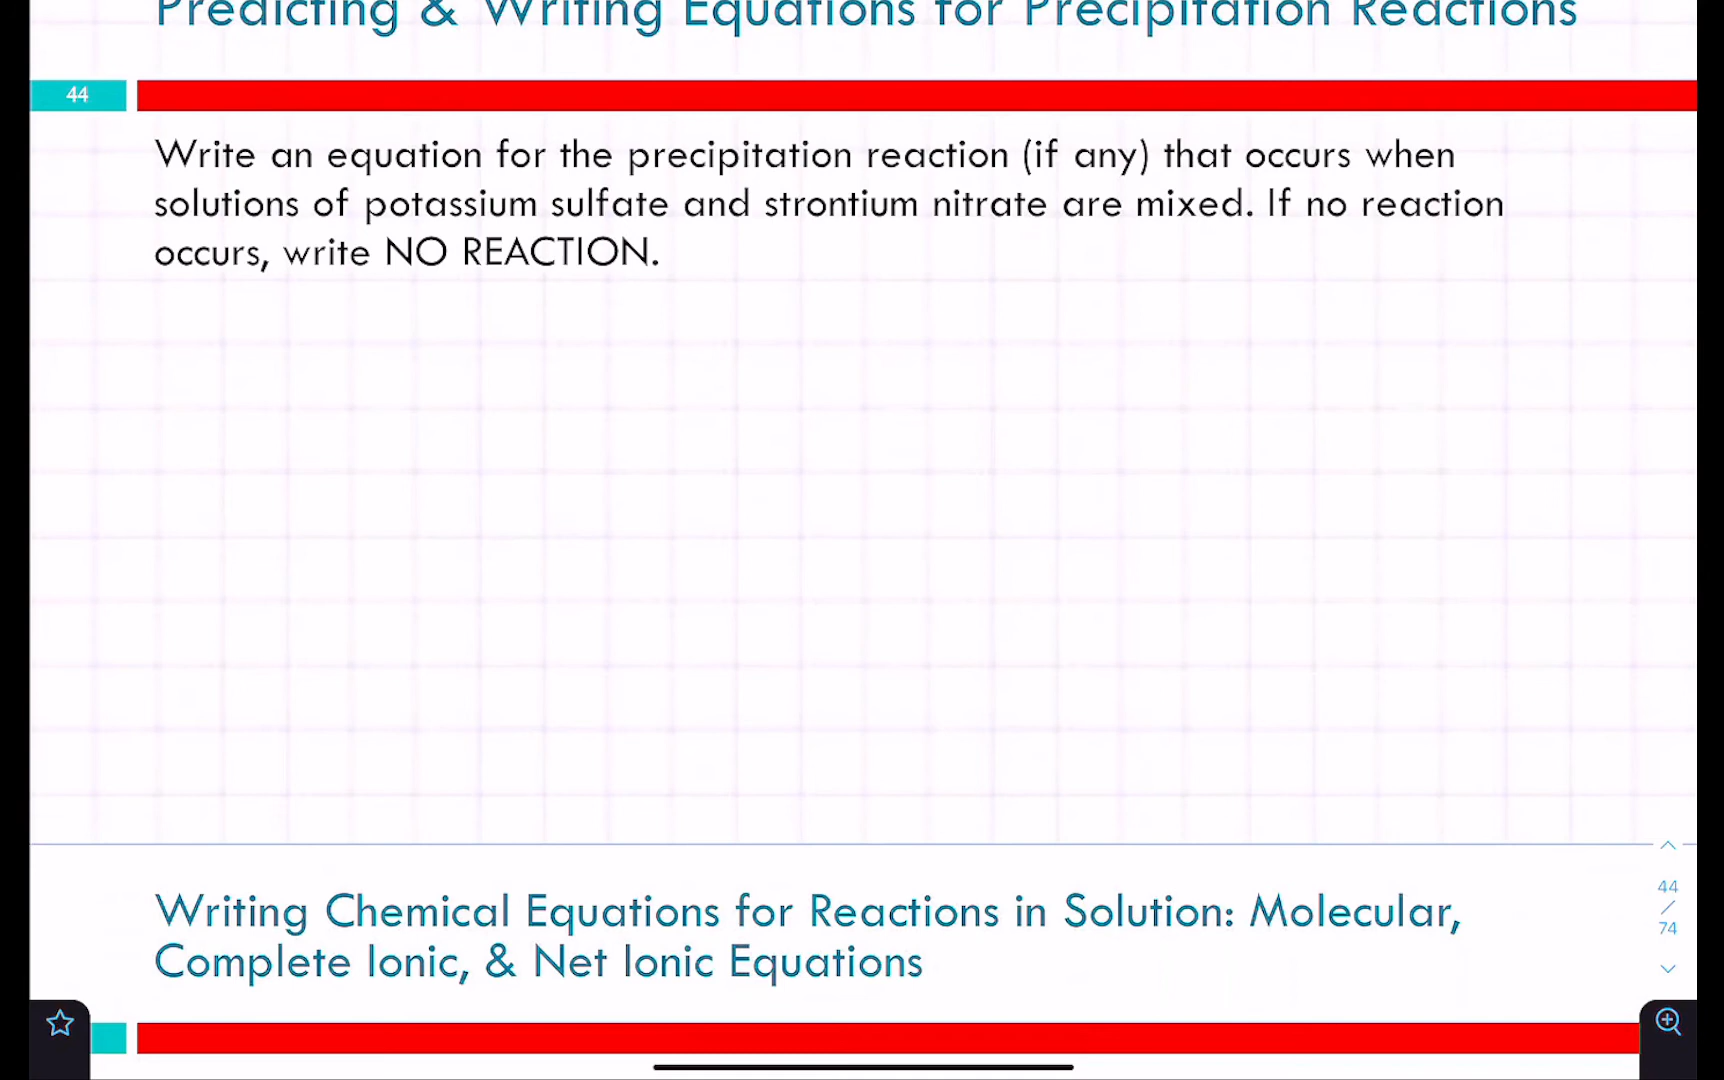 Predicting & Writing Equations for Precipitation Reactions
44
Write an equation for the precipitation reaction (if any) that occurs when
solutions of potassium sulfate and strontium nitrate are mixed. If no reaction
occurs, write NO REACTION.
Writing Chemical Equations for Reactions in Solution: Molecular,
Complete Ionic, & Net Ionic Equations
44
/
74